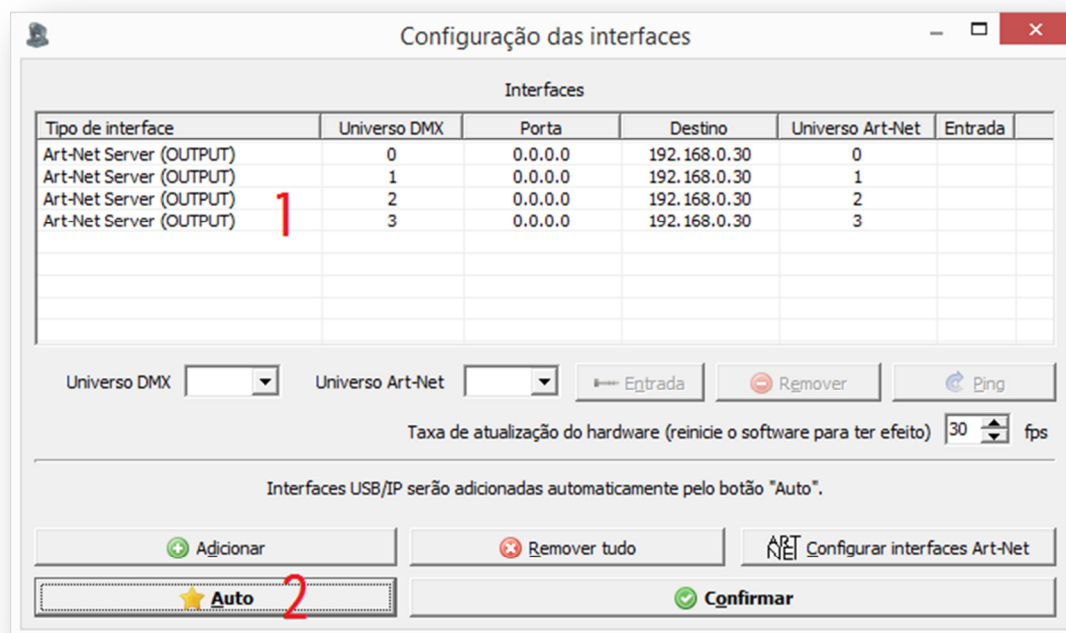 Configuração das interfaces
Interfaces
Tipo de interface Universo DMX Porta Destino Universo Art-Net Entrada
Art-Net Server (OUTPUT) 0 0.0.0.0 192.168.0.30 0
Art-Net Server (OUTPUT) 1 0.0.0.0 192.168.0.30 1
Art-Net Server (OUTPUT) 2 0.0.0.0 192.168.0.30 2
Art-Net Server (OUTPUT) 3 0.0.0.0 192.168.0.30 3
1
Universo DMX Universo Art-Net Entrada Remover Ping
Taxa de atualização do hardware (reinicie o software para ter efeito) 30 fps
Interfaces USB/IP serão adicionadas automaticamente pelo botão "Auto".
Adicionar Remover tudo ART NET Configurar interfaces Art-Net
Auto 2 Confirmar